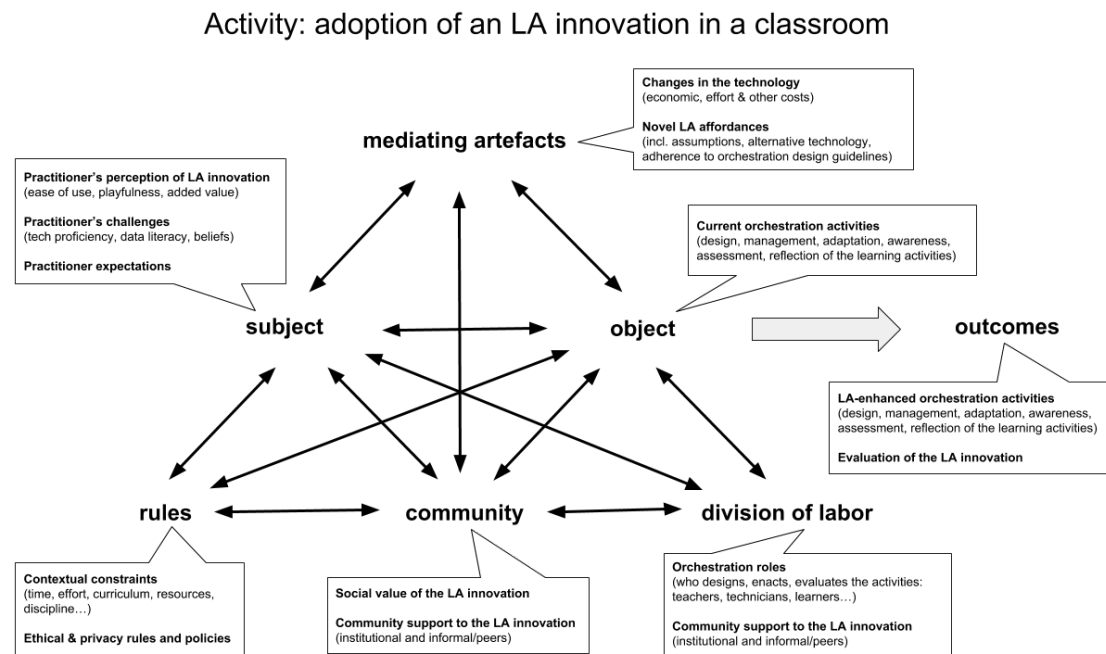 Activity: adoption of an LA innovation in a classroom
Changes in the technology
(economic, effort & other costs)
Novel LA affordances
(incl. assumptions, alternative technology,
adherence to orchestration design guidelines)
mediating artefacts
Practitioner's perception of LA innovation
(ease of use, playfulness, added value)
Practitioner's challenges
(tech proficiency, data literacy, beliefs)
Practitioner expectations
Current orchestration activities
(design, management, adaptation, awareness,
assessment, reflection of the learning activities)
subject
object
outcomes
LA-enhanced orchestration activities
(design, management, adaptation, awareness,
assessment, reflection of the learning activities)
Evaluation of the LA innovation
rules
community
division of labor
Contextual constraints
(time, effort, curriculum, resources,
discipline…)
Ethical & privacy rules and policies
Social value of the LA innovation
Community support to the LA innovation
(institutional and informal/peers)
Orchestration roles
(who designs, enacts, evaluates the activities:
teachers, technicians, learners…)
Community support to the LA innovation
(institutional and informal/peers)